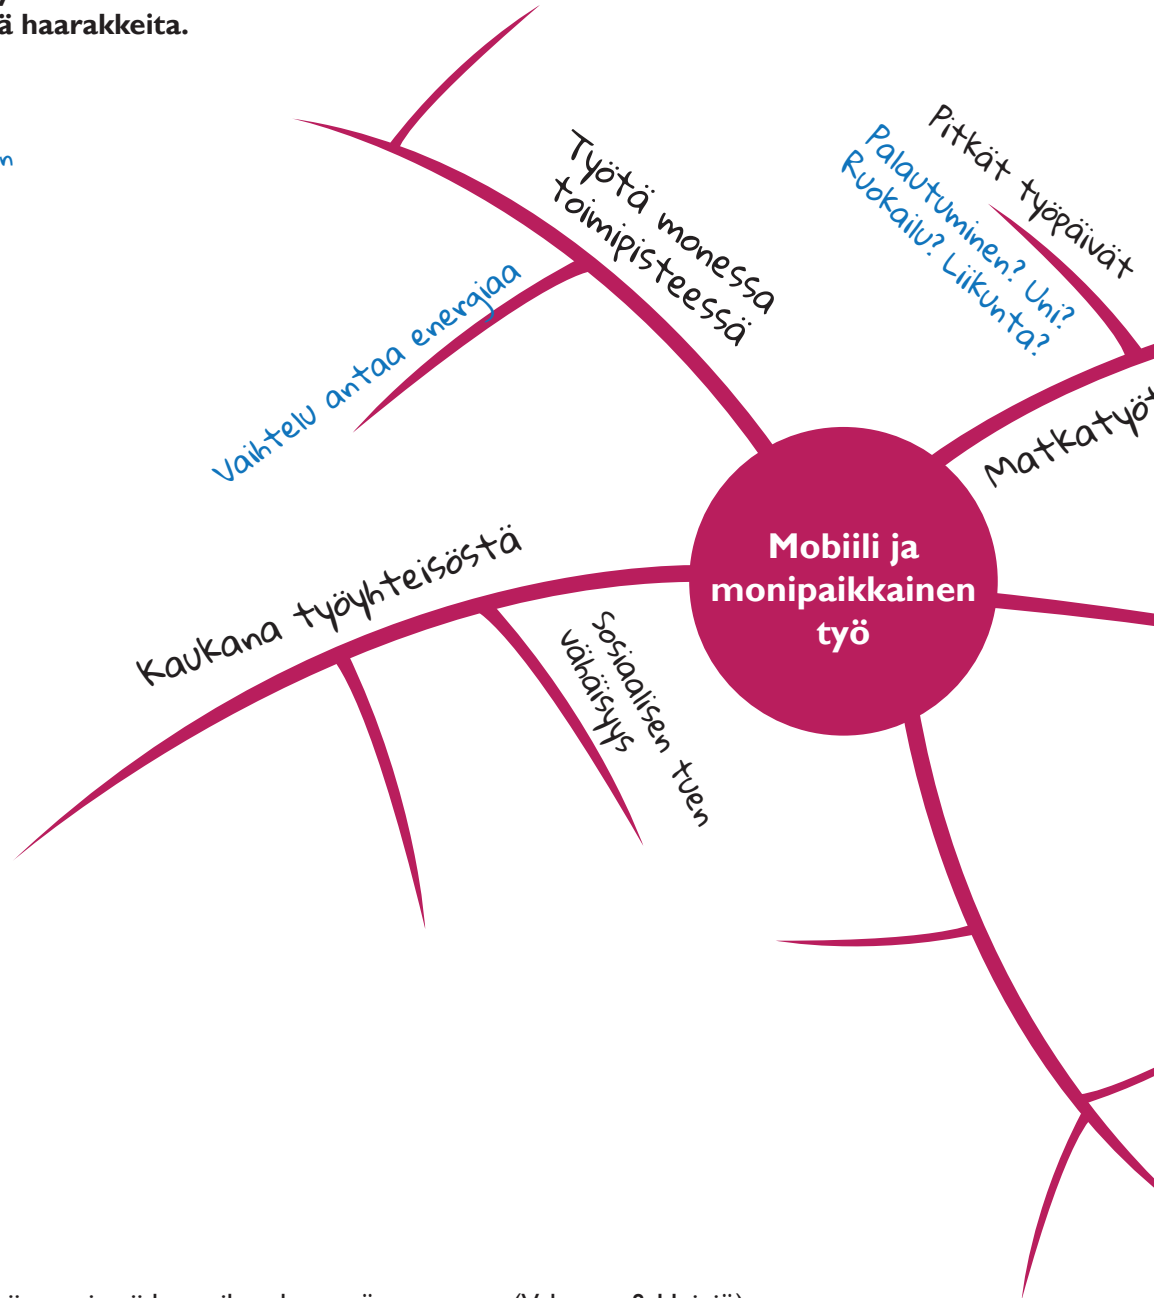 ä haarakkeita.
n
Työtä monessa
toimipisteessä
Pitkät työpäivät
Palautuminen? Uni?
Ruokailu? Liikunta?
Vaihtelu antaa energiaa
Matkatyöt
Kaukana työyhteisöstä
Mobiili ja
monipaikkainen
työ
Sosiaalisen tuen
vähäisyys